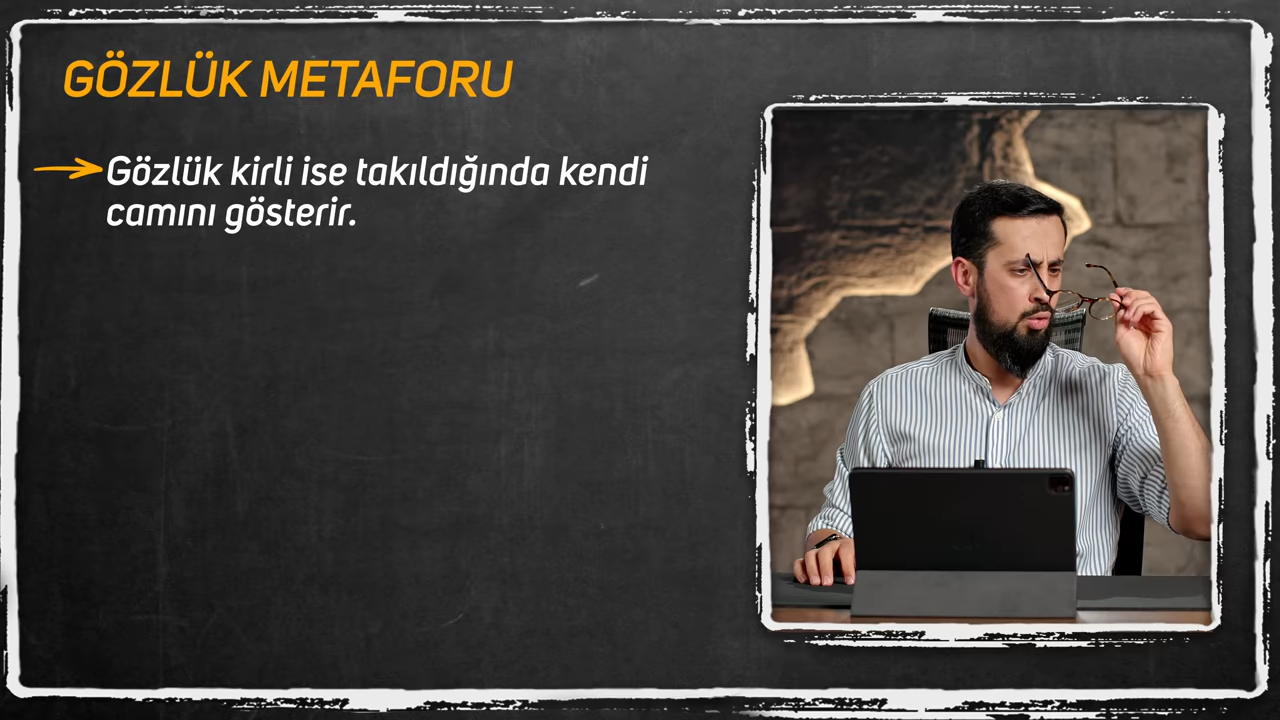 GÖZLÜK METAFORU
Gözlük kirli ise takıldığında kendi
camını gösterir.